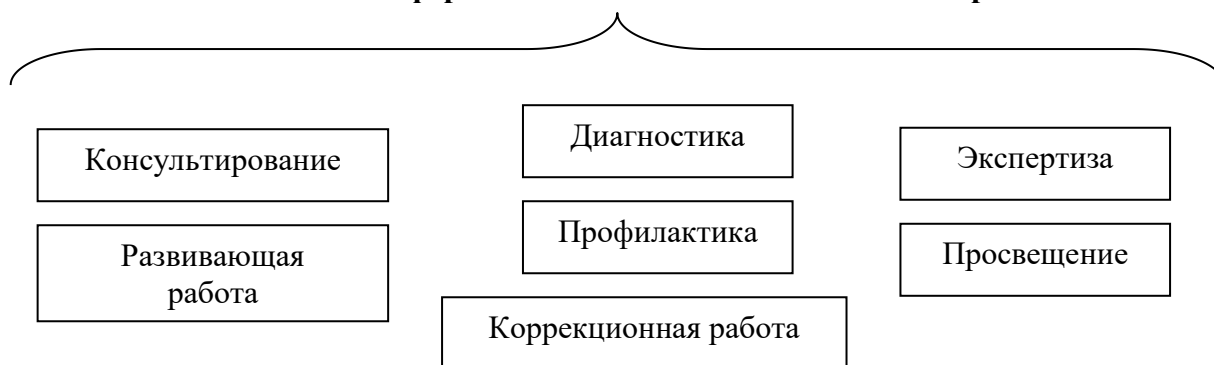 Консультирование
Развивающая
работа
Диагностика
Профилактика
Коррекционная работа
Экспертиза
Просвещение